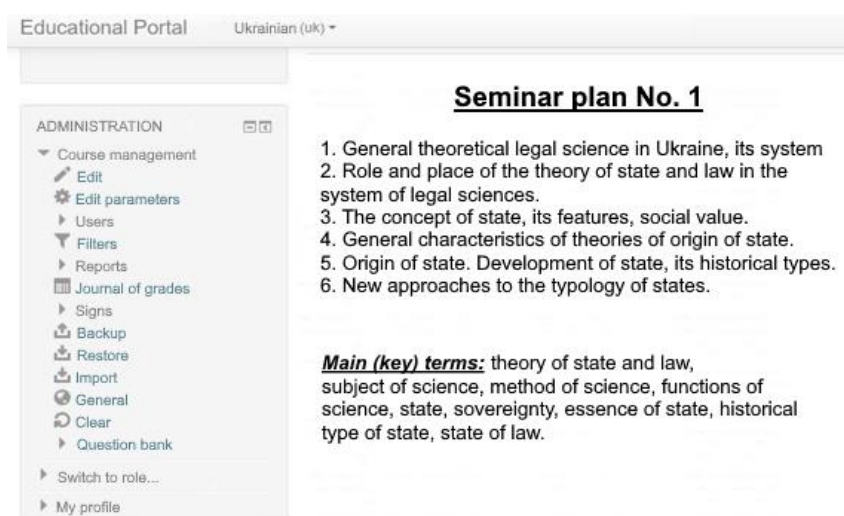 Educational Portal
Ukrainian (uk)
ADMINISTRATION
Course management
Edit
Edit parameters
Users
Filters
Reports
Journal of grades
Signs
Backup
Restore
Import
General
Clear
Question bank
Switch to role...
My profile
Seminar plan No. 1
1. General theoretical legal science in Ukraine, its system
2. Role and place of the theory of state and law in the
system of legal sciences.
3. The concept of state, its features, social value.
4. General characteristics of theories of origin of state.
5. Origin of state. Development of state, its historical types.
6. New approaches to the typology of states.
Main (key) terms: theory of state and law,
subject of science, method of science, functions of
science, state, sovereignty, essence of state, historical
type of state, state of law.